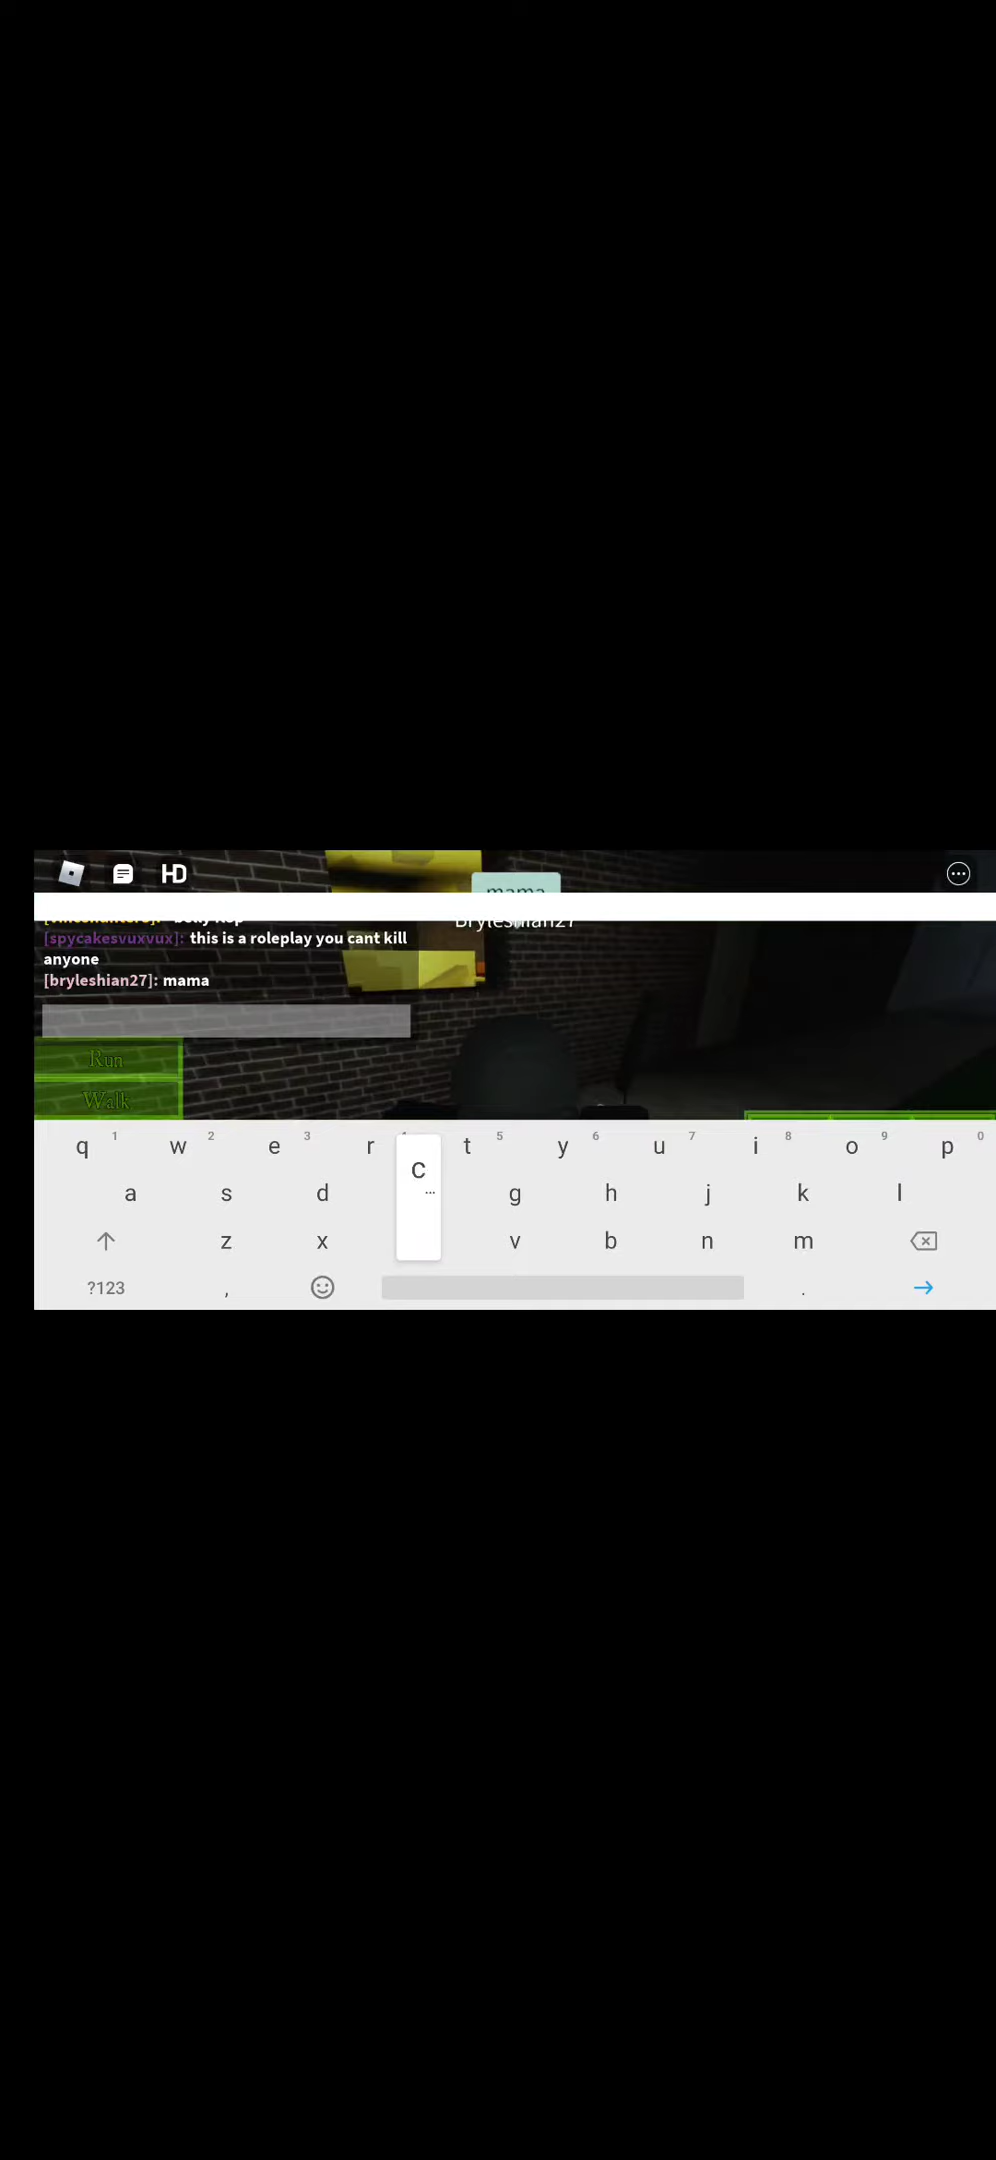 HD
mama
Bryleshian27
[spycakesvuxvux]: this is a roleplay you cant kill
anyone
[bryleshian27]: mama
Run
Walk
q 1 w 2 e 3 r t 5 y 6 u 7 i 8 o 9 p 0
a s d g h j k l
c
...
z x v b n m
?123 , .